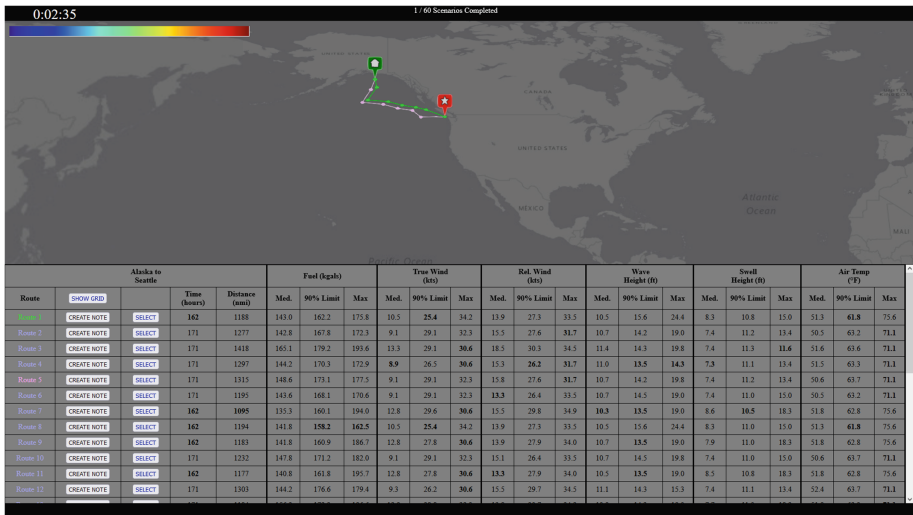 0:02:35
1 / 60 Scenarios Completed
UNITED STATES
CANADA
UNITED STATES
MEXICO
Atlantic
Ocean
MALI
Pacific Ocean
Alaska to Seattle Fuel (kgals) True Wind (kts) Rel. Wind (kts) Wave Height (ft) Swell Height (ft) Air Temp (°F)
Route SHOW GRID Time (hours) Distance (nmi) Med. 90% Limit Max Med. 90% Limit Max Med. 90% Limit Max Med. 90% Limit Max Med. 90% Limit Max Med. 90% Limit Max
Route 1 CREATE NOTE SELECT 162 1188 143.0 162.2 175.8 10.5 25.4 34.2 13.9 27.3 33.5 10.5 15.6 24.4 8.3 10.8 15.0 51.3 61.8 75.6
Route 2 CREATE NOTE SELECT 171 1277 142.8 167.8 172.3 9.1 29.1 32.3 15.5 27.6 31.7 10.7 14.2 19.0 7.4 11.2 13.4 50.5 63.2 71.1
Route 3 CREATE NOTE SELECT 171 1418 165.1 179.2 193.6 13.3 29.1 30.6 18.5 30.3 34.5 11.4 14.3 19.8 7.4 11.3 11.6 51.6 63.6 71.1
Route 4 CREATE NOTE SELECT 171 1297 144.2 170.3 172.9 8.9 26.5 30.6 15.3 26.2 31.7 11.0 13.5 14.3 7.3 11.1 13.4 51.5 63.3 71.1
Route 5 CREATE NOTE SELECT 171 1315 148.6 173.1 177.5 9.1 29.1 32.3 15.8 27.6 31.7 10.7 14.2 19.8 7.4 11.2 13.4 50.6 63.7 71.1
Route 6 CREATE NOTE SELECT 171 1195 143.6 168.1 170.6 9.1 29.1 32.3 13.3 26.4 33.5 10.7 14.5 19.8 7.4 11.0 15.0 50.5 63.2 71.1
Route 7 CREATE NOTE SELECT 162 1095 135.3 160.1 194.0 12.8 29.6 30.6 15.5 29.8 34.9 10.3 13.5 19.0 8.6 10.5 18.3 51.8 62.8 75.6
Route 8 CREATE NOTE SELECT 162 1194 141.8 158.2 162.5 10.5 25.4 34.2 13.9 27.3 33.5 10.5 15.6 24.4 8.3 11.0 15.0 51.3 61.8 75.6
Route 9 CREATE NOTE SELECT 162 1183 141.8 160.9 186.7 12.8 27.8 30.6 13.9 27.9 34.0 10.7 13.5 19.0 7.9 11.0 18.3 51.8 62.8 75.6
Route 10 CREATE NOTE SELECT 171 1232 147.8 171.2 182.0 9.1 29.1 32.3 15.1 26.4 33.5 10.7 14.5 19.8 7.4 11.0 15.0 50.6 63.7 71.1
Route 11 CREATE NOTE SELECT 162 1177 140.8 161.8 195.7 12.8 27.8 30.6 13.3 27.9 34.0 10.5 13.5 19.0 8.5 10.8 18.3 51.8 62.8 75.6
Route 12 CREATE NOTE SELECT 171 1303 144.2 176.6 179.4 9.3 26.2 30.6 15.5 29.7 34.5 11.1 14.3 15.3 7.4 11.1 13.4 52.4 63.7 71.1